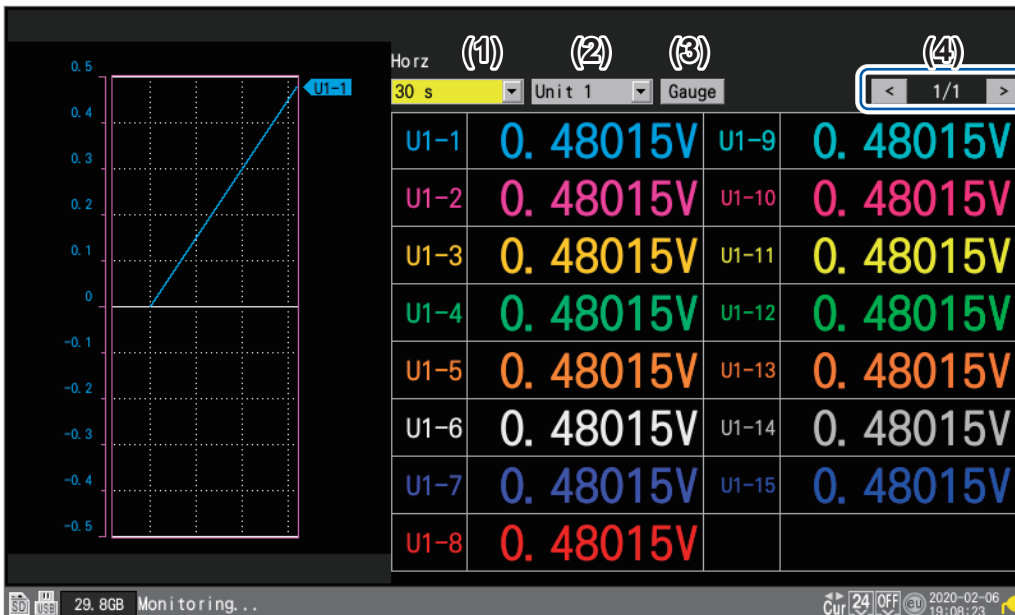 Horz
(1) (2) (3) (4)
30 s Unit 1 Gauge < 1/1 >
0.5
0.4
0.3
0.2
0.1
0
-0.1
-0.2
-0.3
-0.4
-0.5
U1-1
U1-1 0.48015V U1-9 0.48015V
U1-2 0.48015V U1-10 0.48015V
U1-3 0.48015V U1-11 0.48015V
U1-4 0.48015V U1-12 0.48015V
U1-5 0.48015V U1-13 0.48015V
U1-6 0.48015V U1-14 0.48015V
U1-7 0.48015V U1-15 0.48015V
U1-8 0.48015V
SD USB 29.8GB Monitoring... Cur 24 OFF eu 2020-02-06
19:08:23